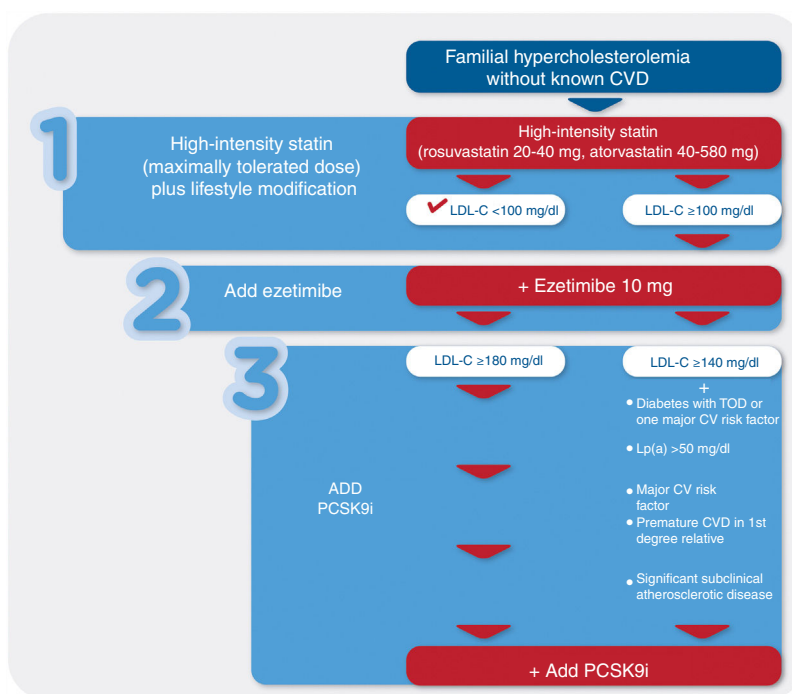 Familial hypercholesterolemia
without known CVD
1
High-intensity statin
(maximally tolerated dose)
plus lifestyle modification
High-intensity statin
(rosuvastatin 20-40 mg, atorvastatin 40-580 mg)
LDL-C <100 mg/dl
LDL-C ≥100 mg/dl
2
Add ezetimibe
+ Ezetimibe 10 mg
3
ADD
PCSK9i
LDL-C ≥180 mg/dl
LDL-C ≥140 mg/dl
+
• Diabetes with TOD or
one major CV risk factor
• Lp(a) >50 mg/dl
• Major CV risk
factor
• Premature CVD in 1st
degree relative
• Significant subclinical
atherosclerotic disease
+ Add PCSK9i